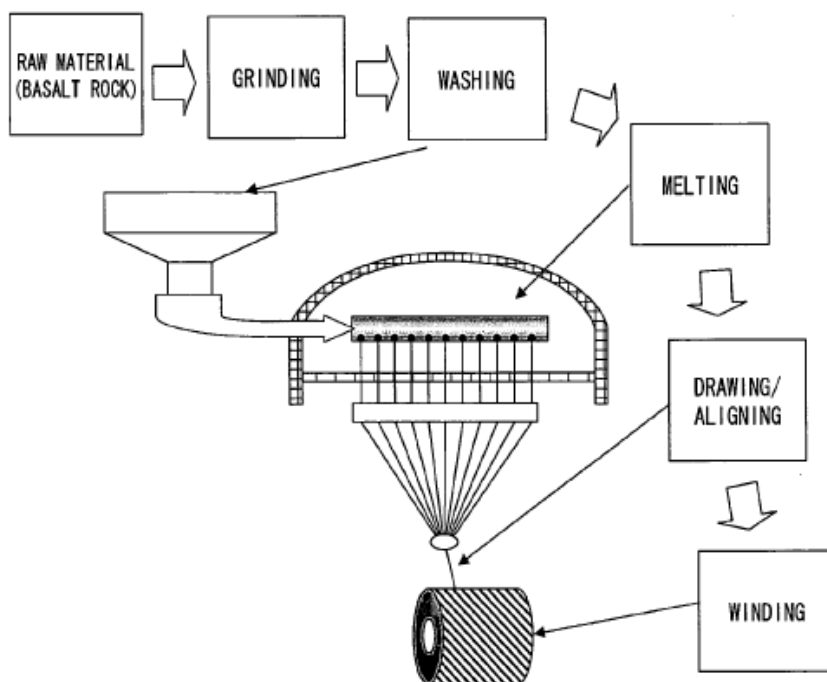 RAW MATERIAL
(BASALT ROCK)
GRINDING
WASHING
MELTING
DRAWING/
ALIGNING
WINDING